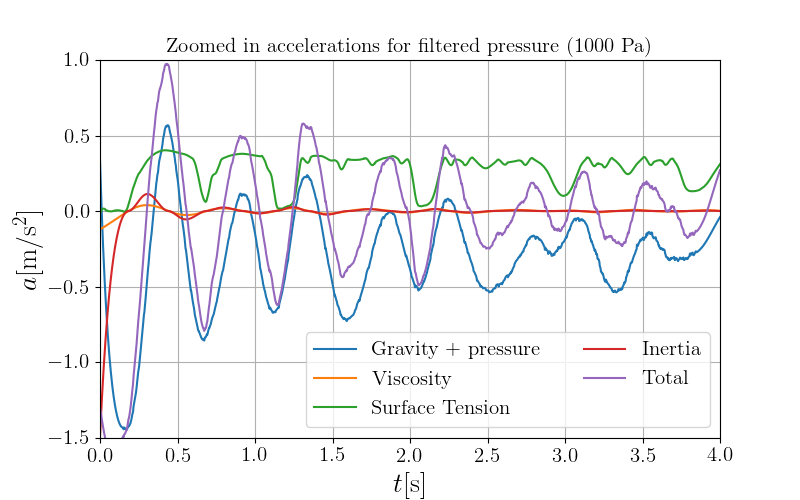 Zoomed in accelerations for filtered pressure (1000 Pa)
1.0
0.5
0.0
−0.5
−1.0
−1.5
a[m/s²]
Gravity + pressure
Viscosity
Surface Tension
Inertia
Total
0.0 0.5 1.0 1.5 2.0 2.5 3.0 3.5 4.0
t[s]